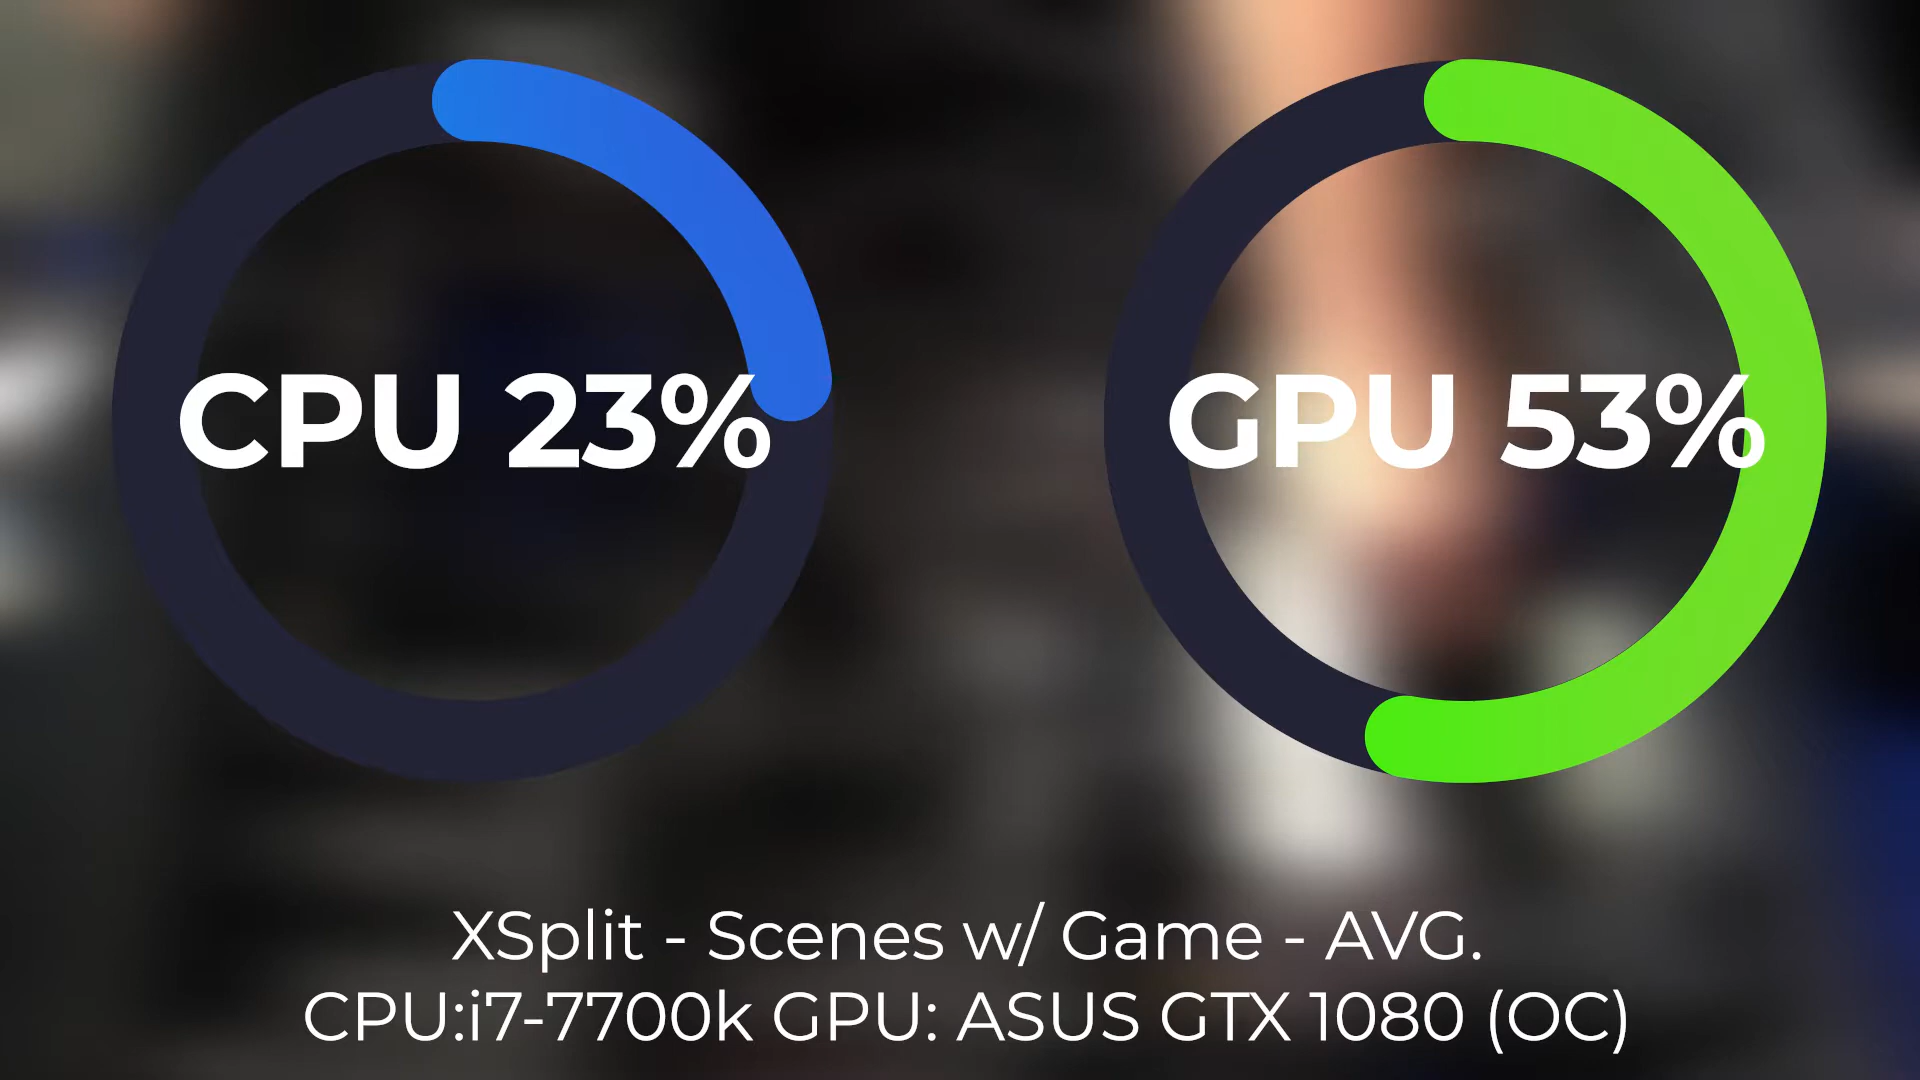 CPU 23%
GPU 53%
XSplit - Scenes w/ Game - AVG.
CPU:i7-7700k GPU: ASUS GTX 1080 (OC)